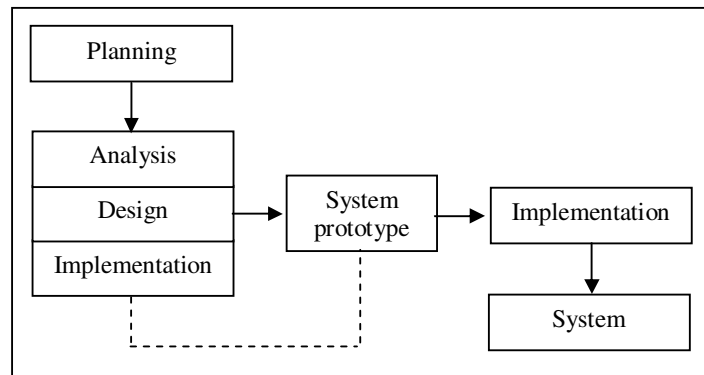 Planning
Analysis
Design
Implementation
System
prototype
Implementation
System